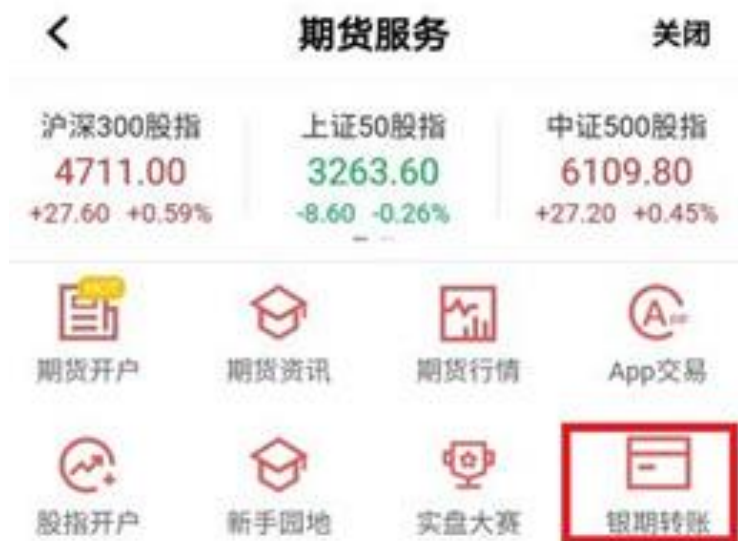 期货服务 关闭
沪深300股指 上证50股指 中证500股指
4711.00 3263.60 6109.80
+27.60 +0.59% -8.60 -0.26% +27.20 +0.45%
HOT
期货开户 期货资讯 期货行情 App交易
股指开户 新手园地 实盘大赛 银期转账